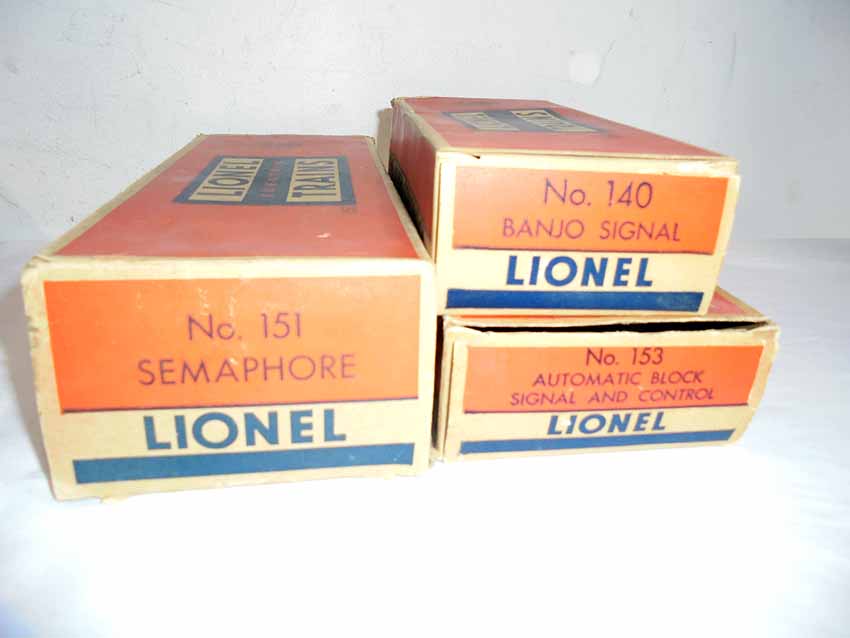 LIONEL
TRAINS
No. 151
SEMAPHORE
LIONEL
No. 140
BANJO SIGNAL
LIONEL
No. 153
AUTOMATIC BLOCK
SIGNAL AND CONTROL
LIONEL